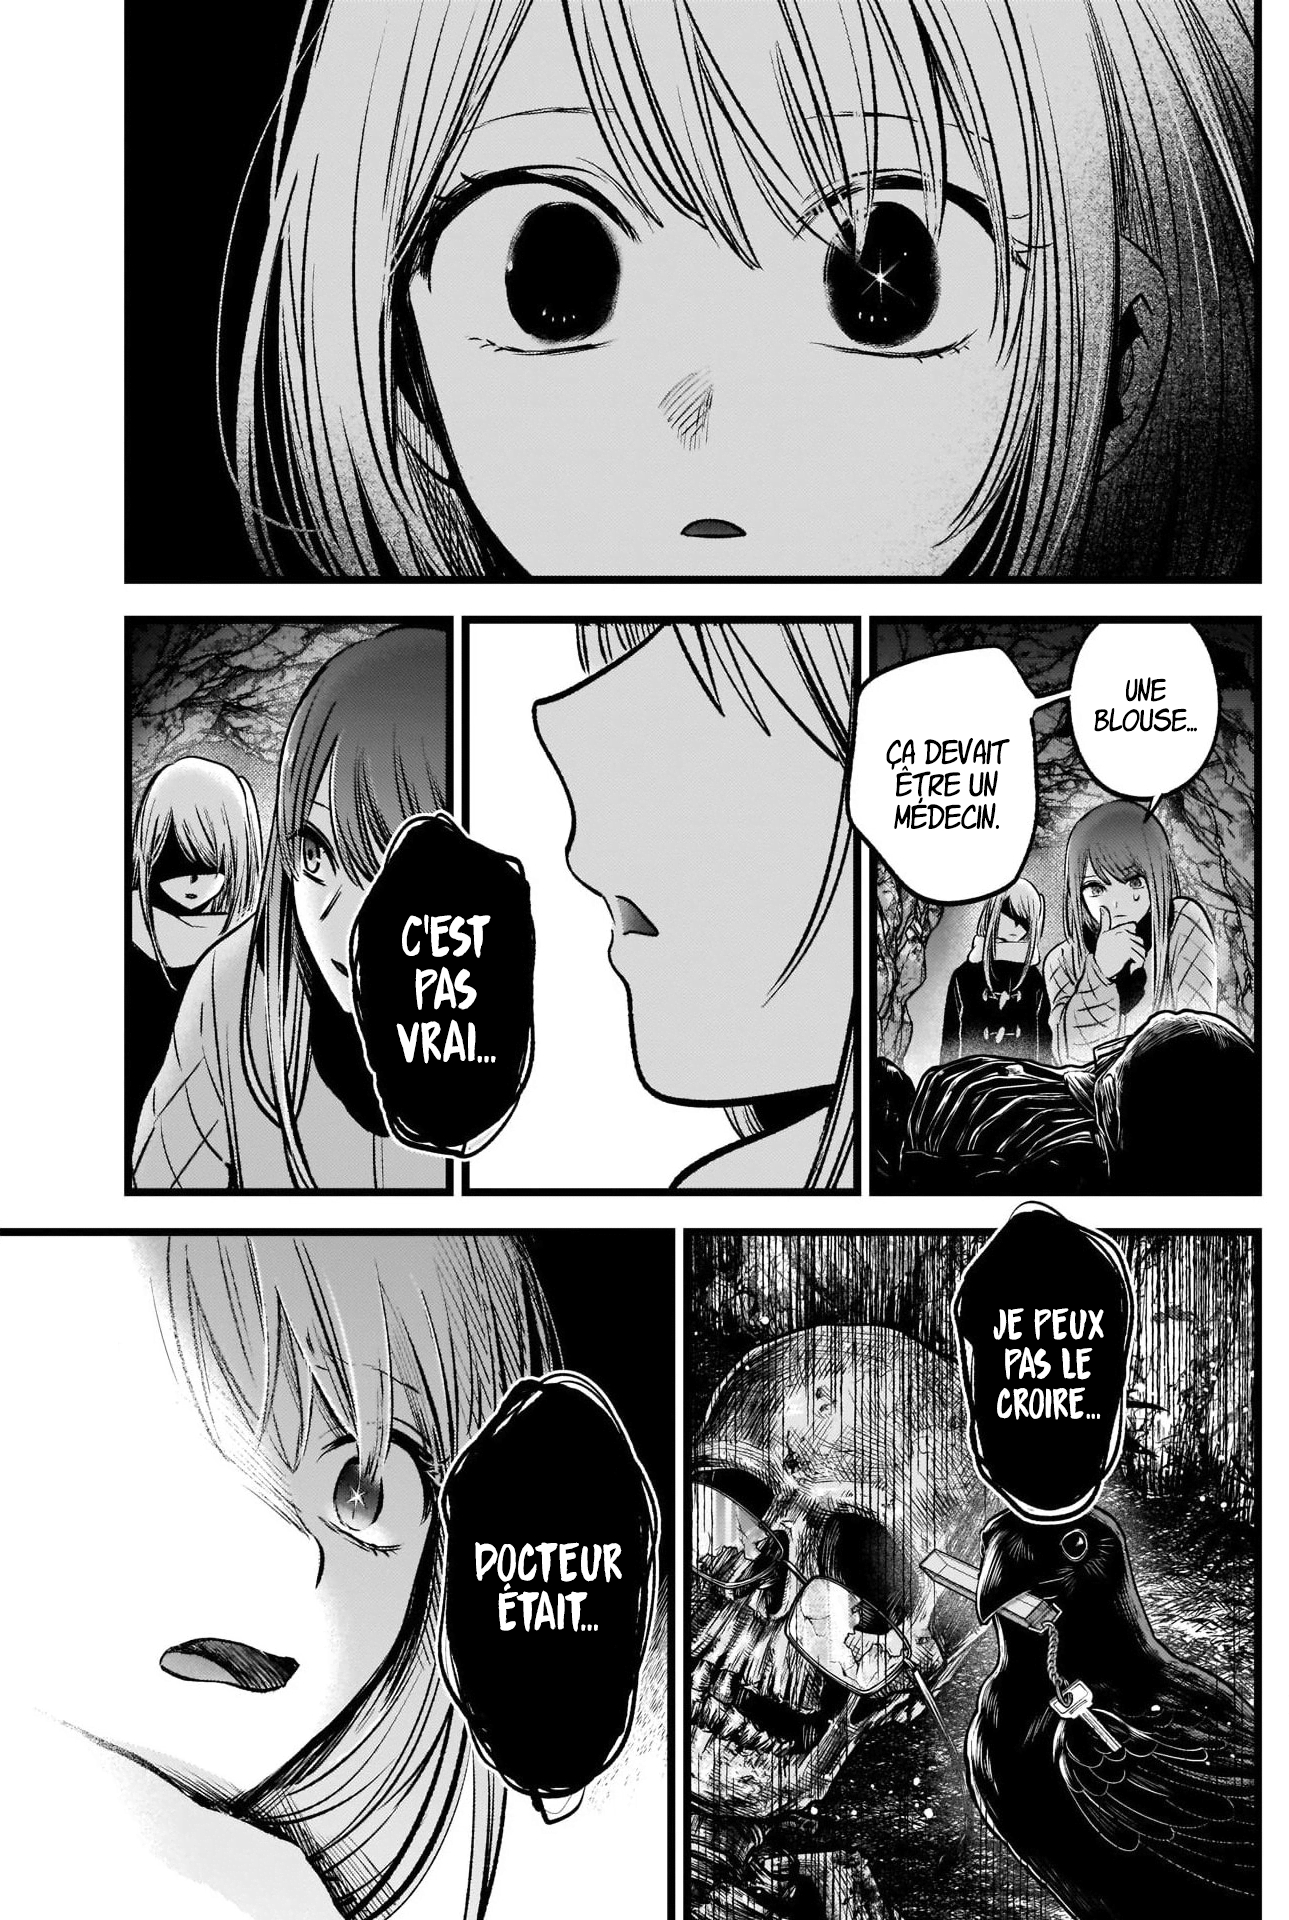 UNE
BLOUSE...
ÇA DEVAIT
ÊTRE UN
MÉDECIN.
C'EST
PAS
VRAI...
JE PEUX
PAS LE
CROIRE...
DOCTEUR
ÉTAIT...